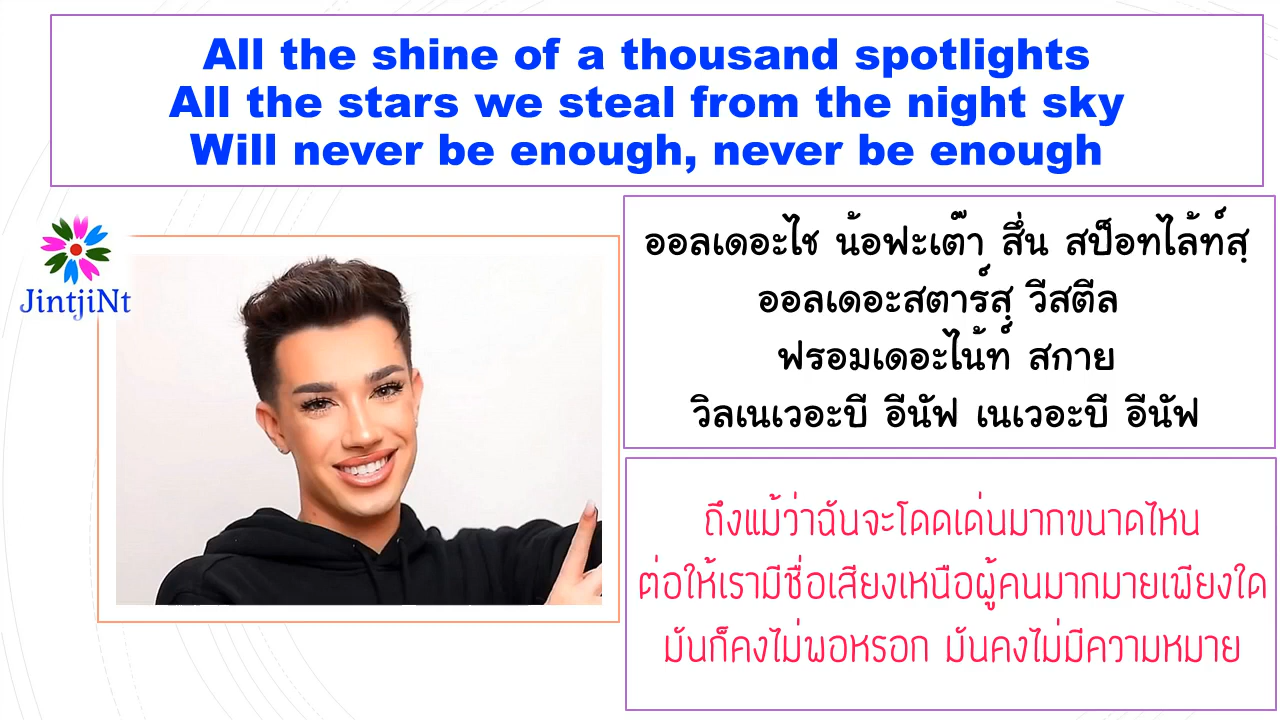 All the shine of a thousand spotlights
All the stars we steal from the night sky
Will never be enough, never be enough
JintjiNt
ออลเดอะไช น้อฟะเต๊า สึ่น สป็อทไล้ท์สฺ
ออลเดอะสตาร์สฺ วีสตีล
ฟรอมเดอะไน้ท์ สกาย
วิลเนเวอะบี อีนัฟ เนเวอะบี อีนัฟ
ถึงแม้ว่าฉันจะโดดเด่นมากขนาดไหน
ต่อให้เรามีชื่อเสียงเหนือผู้คนมากมายเพียงใด
มันก็คงไม่พอหรอก มันคงไม่มีความหมาย